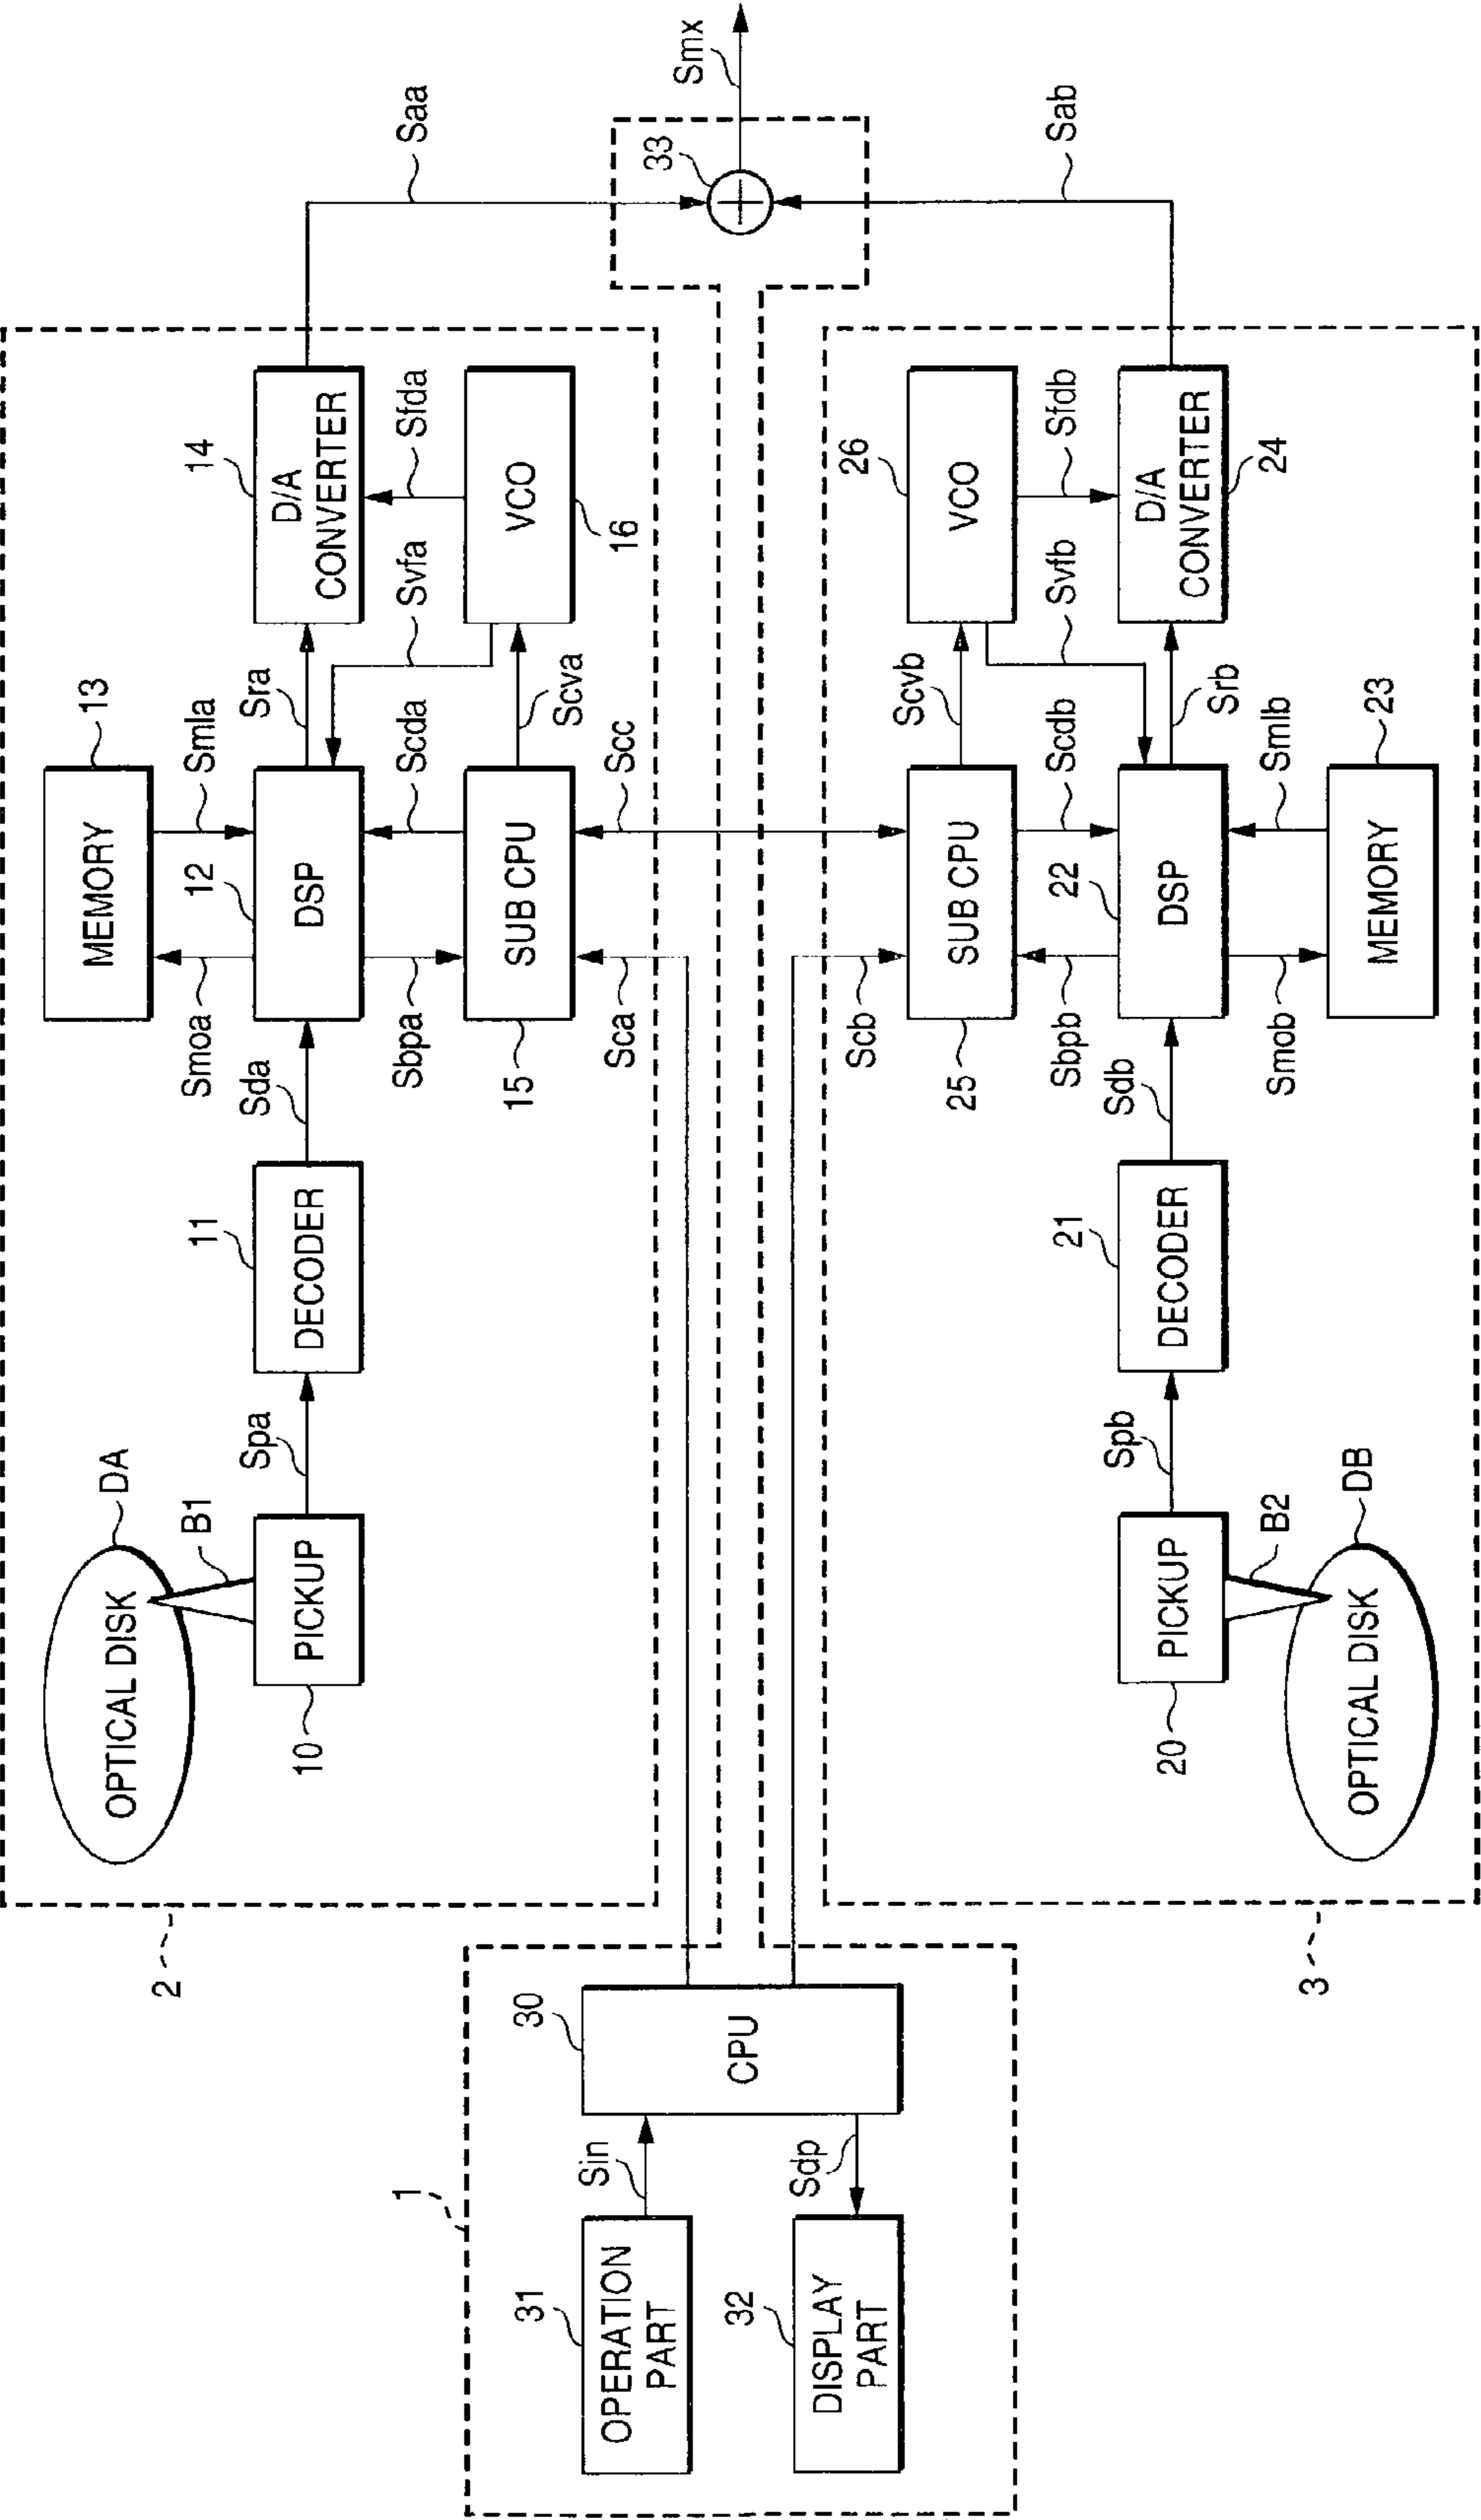 2
OPTICAL DISK
DA
B1
PICKUP
10
Spa
DECODER
11
Sda
MEMORY
13
Smoa
Smla
12
DSP
Sbpa
Scda
Sra
SUB CPU
15
Sca
Scc
Scva
Svfa
14
D/A
CONVERTER
Sfda
VCO
16
Saa
1
OPERATION
PART
31
Sin
DISPLAY
PART
32
Sdp
CPU
30
33
Smx
3
Scb
SUB CPU
25
Scvb
VCO
26
Sbpb
Scdb
22
Svfb
Sfdb
PICKUP
20
Spb
DECODER
21
Sdb
DSP
Srb
D/A
CONVERTER
24
Sab
B2
OPTICAL DISK
DB
Smob
Smlb
MEMORY
23